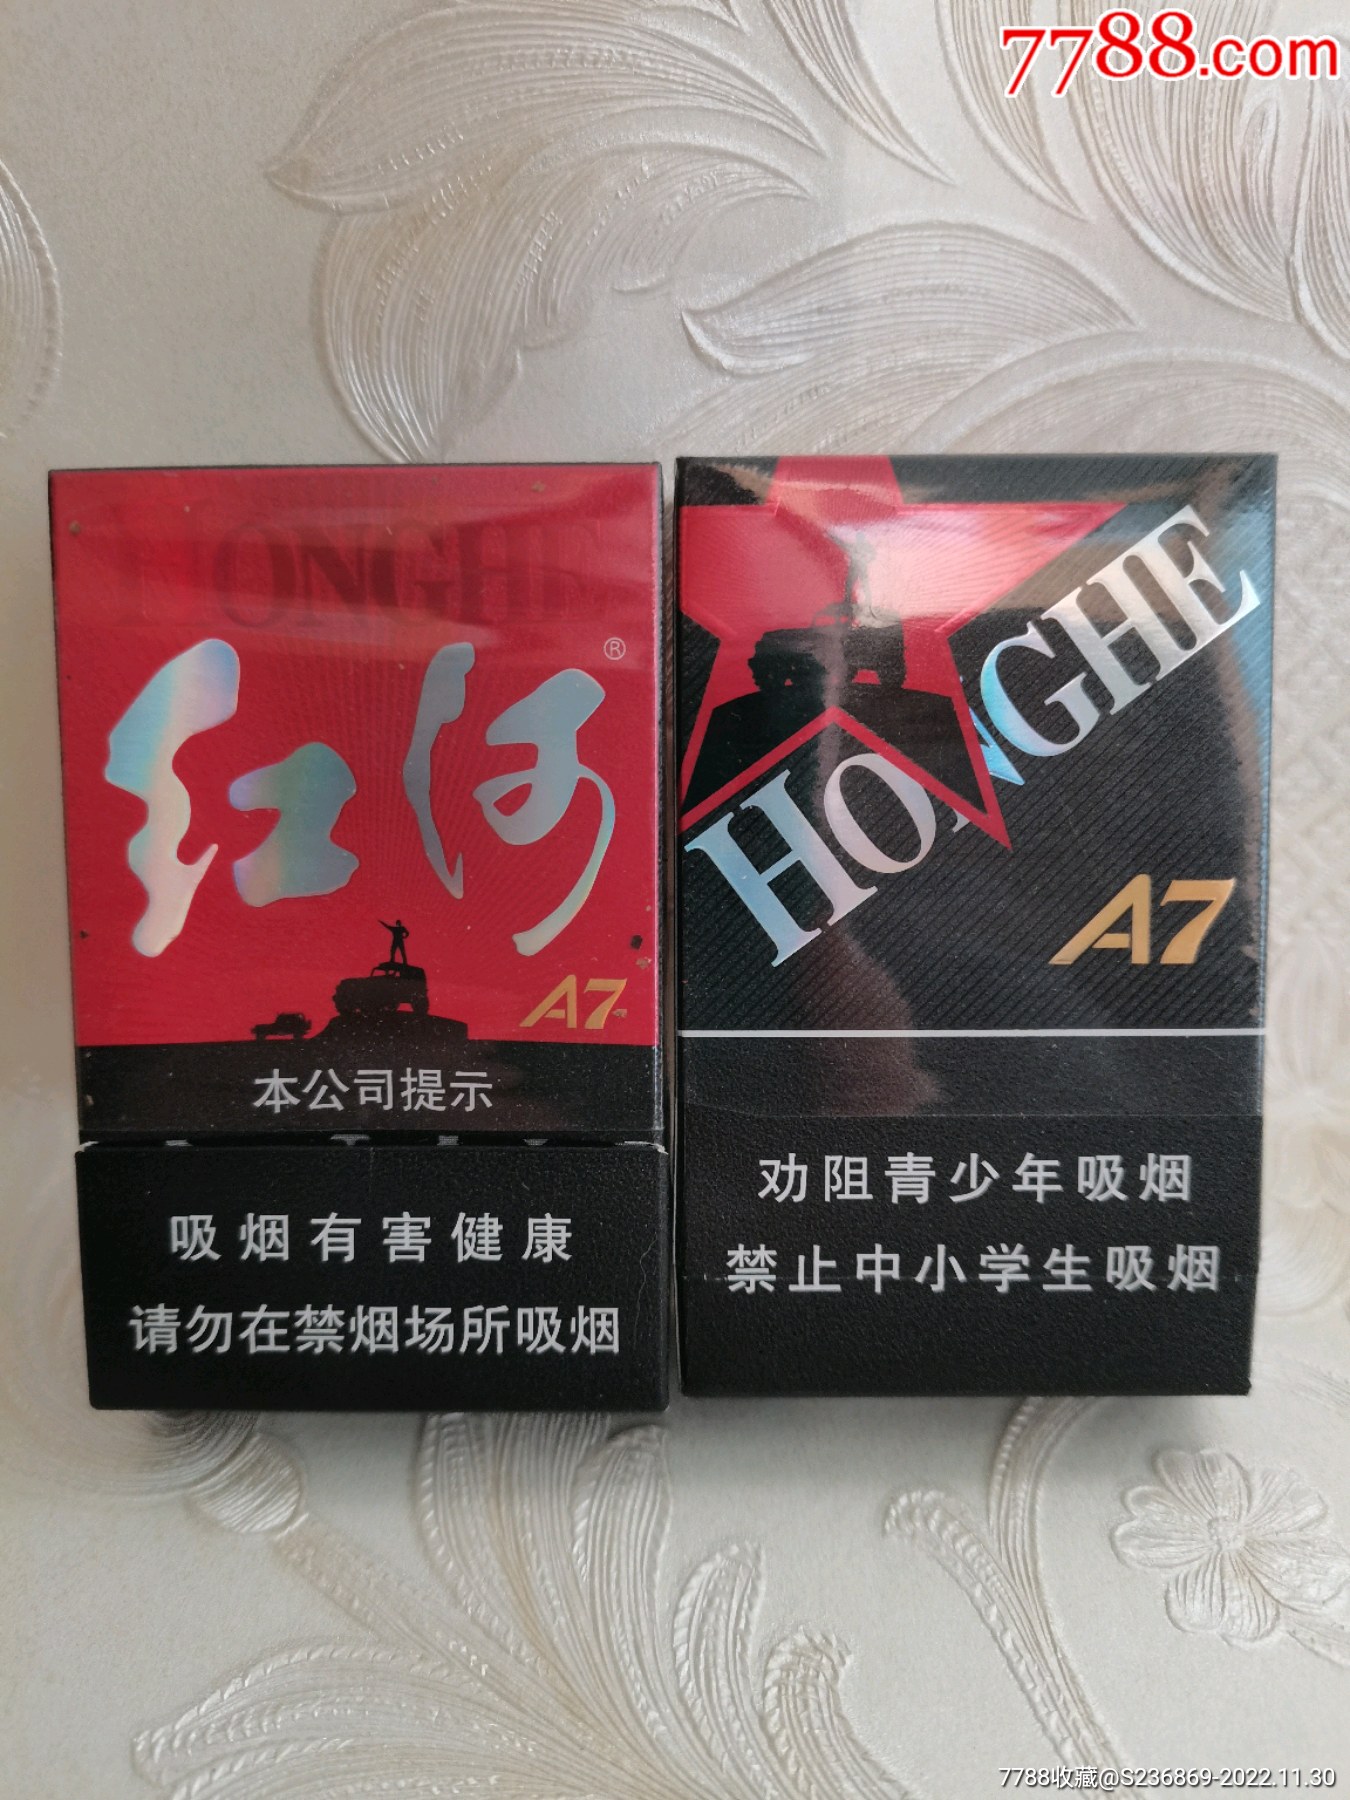 7788.com
HONGHE
红河®
A7
本公司提示
吸烟有害健康
请勿在禁烟场所吸烟
HONGHE
A7
劝阻青少年吸烟
禁止中小学生吸烟
7788收藏@S236869-2022.11.30